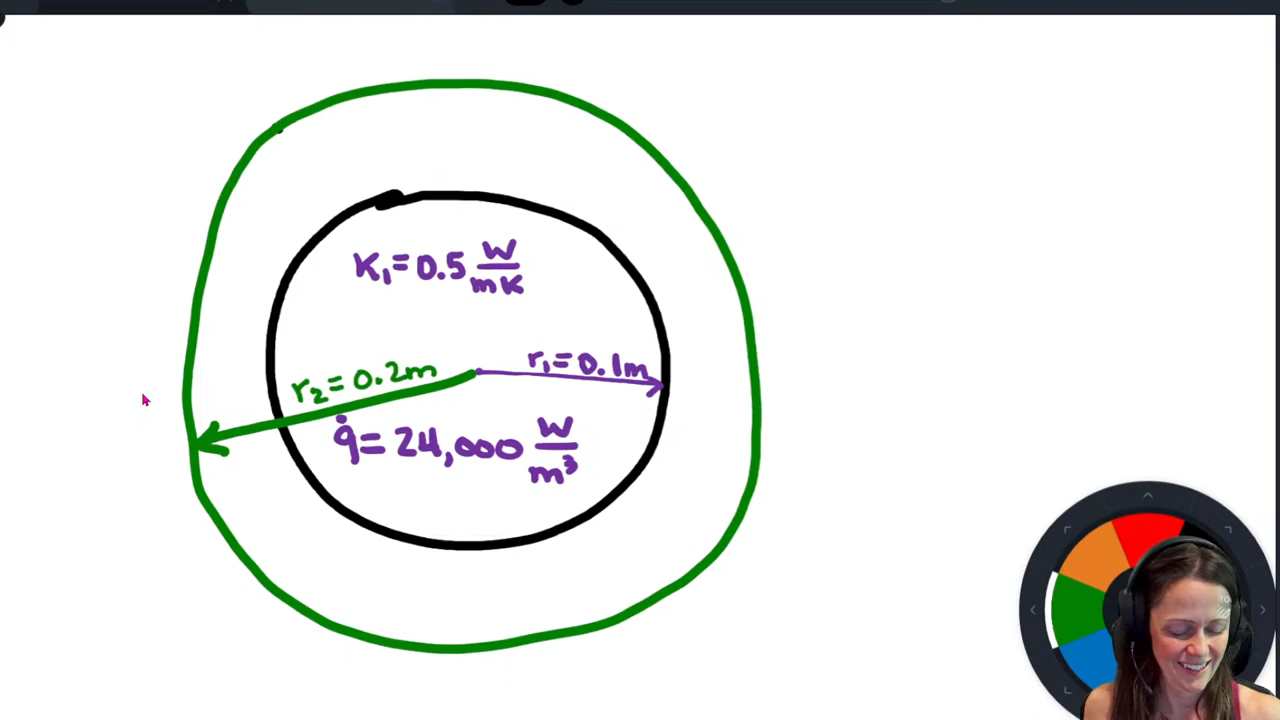 K₁=0.5 W/mK
r₁=0.1m
r₂=0.2m
q̇=24,000 W/m³